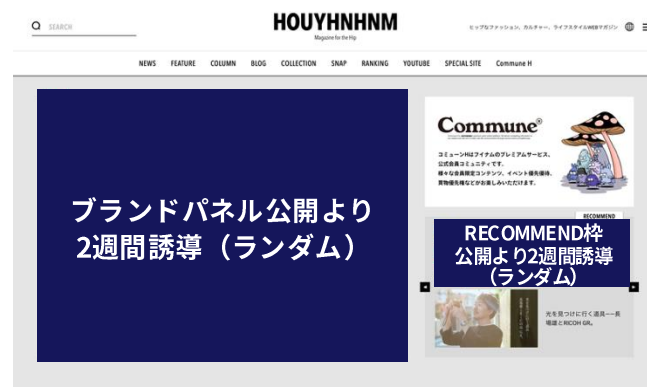 SEARCH
HOUYHNHNM
Magazine for the Hip
ヒップなファッション、カルチャー、ライフスタイルWEBマガジン
NEWS FEATURE COLUMN BLOG COLLECTION SNAP RANKING YOUTUBE SPECIAL SITE Commune H
ブランドパネル公開より
2週間誘導（ランダム）
Commune®
コミューンHはフイナムのプレミアムサービス、
公式会員コミュニティです。
様々な会員限定コンテンツ、イベント優先優待、
買物優先権などがお楽しみいただけます。
RECOMMEND
RECOMMEND枠
公開より2週間誘導
（ランダム）
光を見つけに行く道具——長
場雄とRICOH GR。